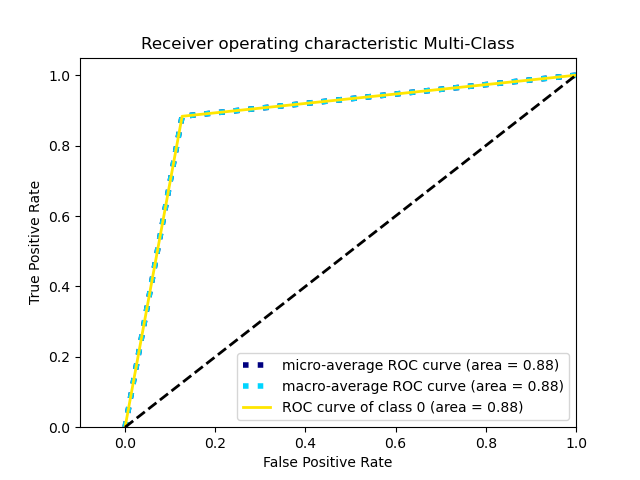 Receiver operating characteristic Multi-Class
1.0
0.8
0.6
0.4
0.2
0.0
True Positive Rate
micro-average ROC curve (area = 0.88)
macro-average ROC curve (area = 0.88)
ROC curve of class 0 (area = 0.88)
0.0 0.2 0.4 0.6 0.8 1.0
False Positive Rate